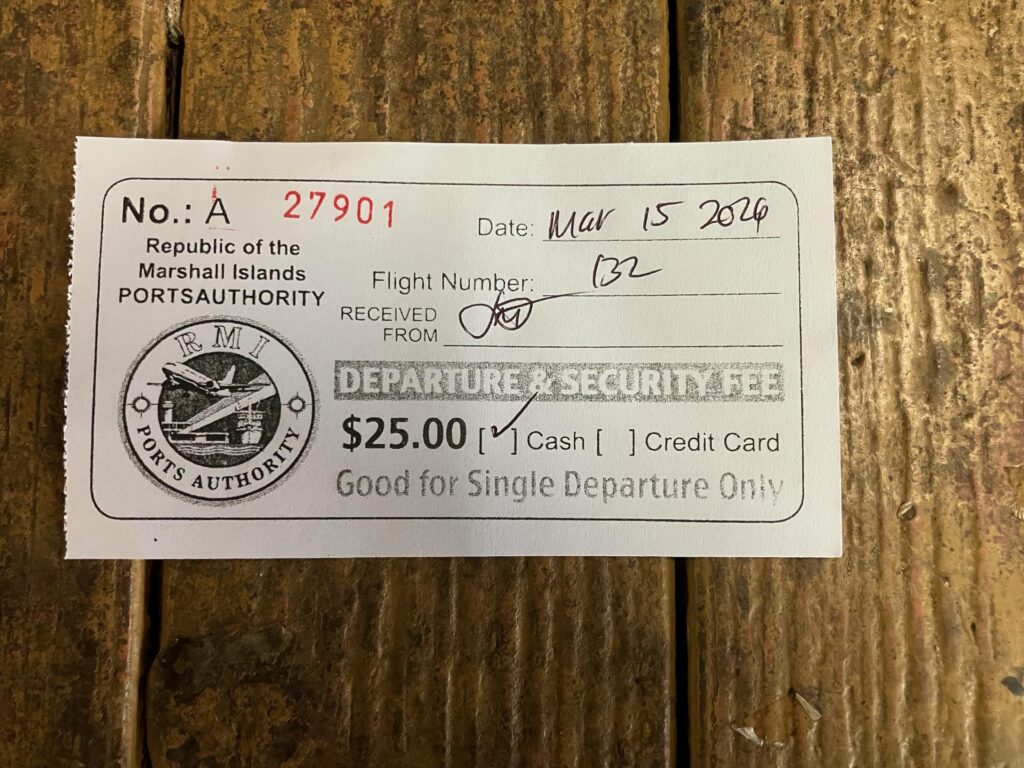 No.: A 27901
Republic of the
Marshall Islands
PORTSAUTHORITY
RMI
PORTS AUTHORITY
Date: Mar 15
Flight Number: 132
RECEIVED
FROM
DEPARTURE & SECURITY FEE
$25.00 [✓] Cash [ ] Credit Card
Good for Single Departure Only